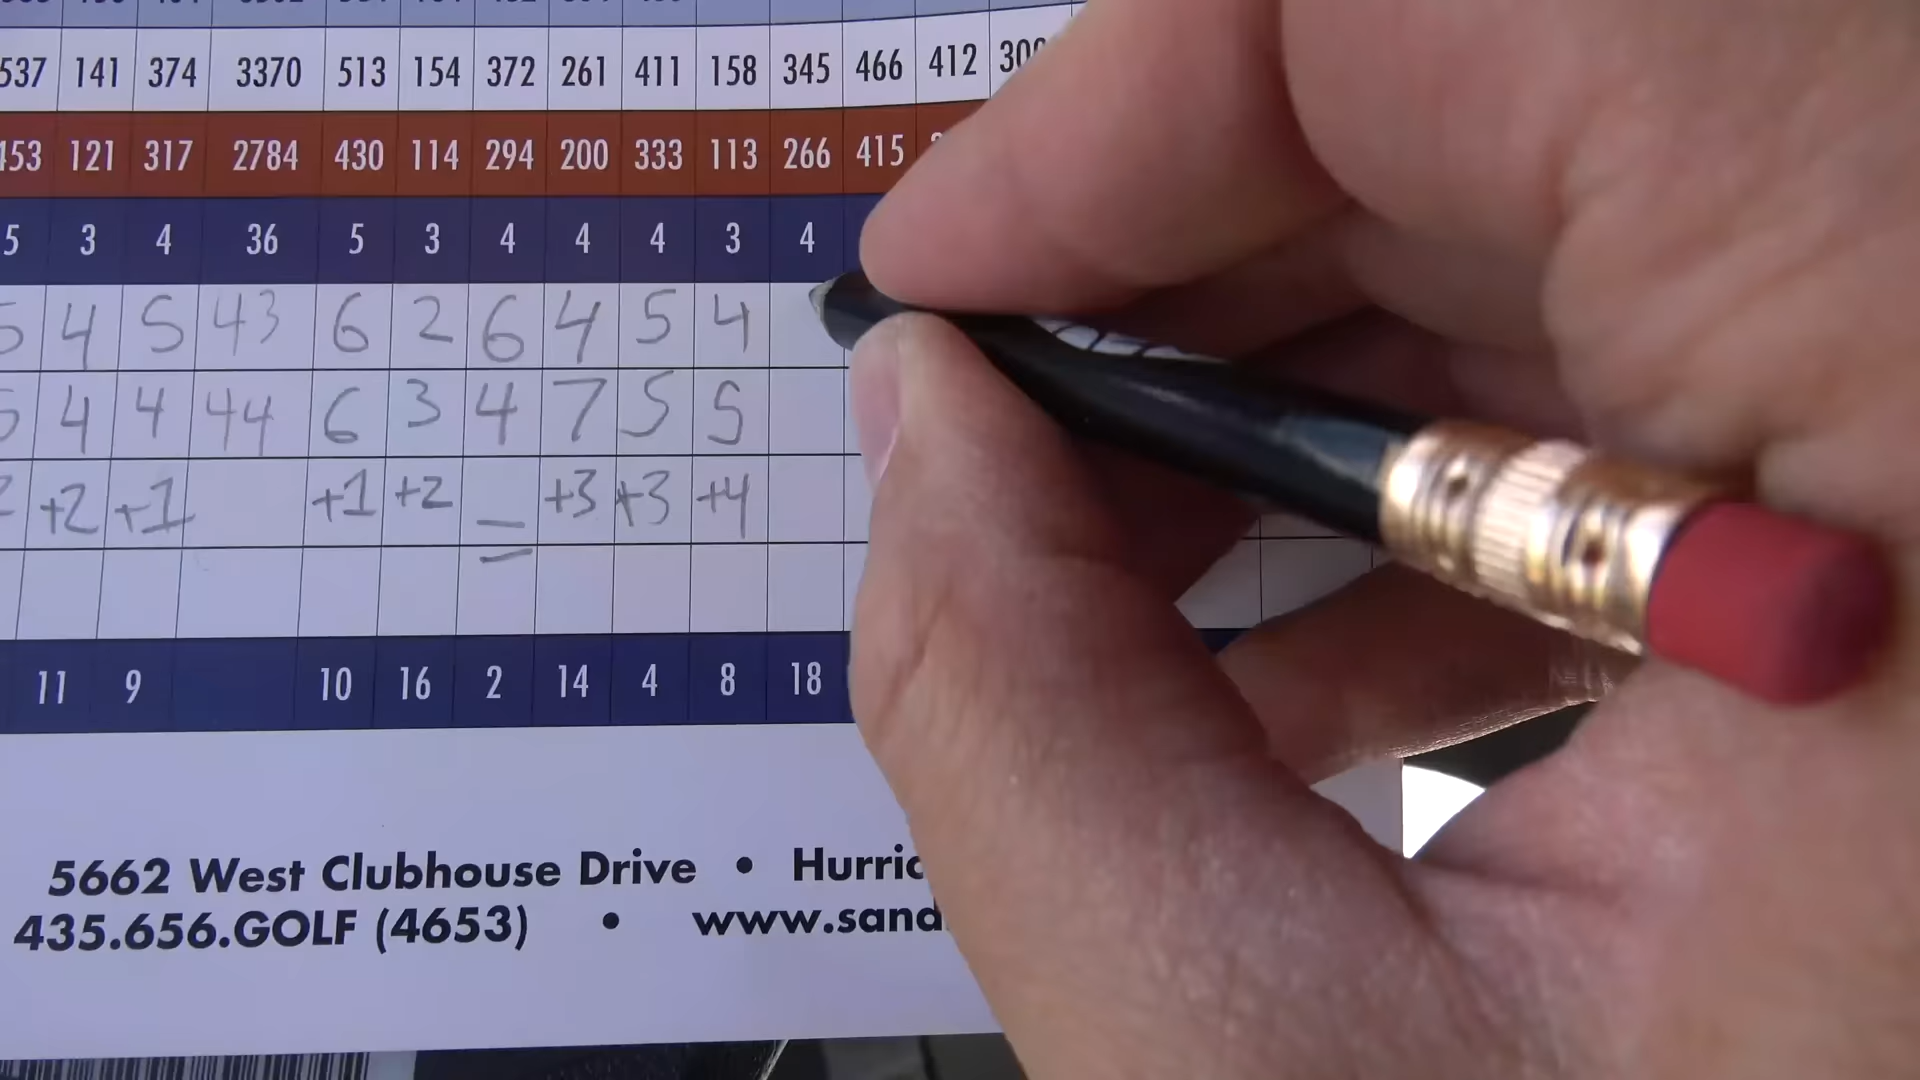 537 141 374 3370 513 154 372 261 411 158 345 466 412
453 121 317 2784 430 114 294 200 333 113 266 415
5 3 4 36 5 3 4 4 4 3 4
5 4 5 43 6 2 6 4 5 4
5 4 4 44 6 3 4 7 5 5
+2 +1 +1 +2 _ +3 +3 +4
11 9 10 16 2 14 4 8 18
5662 West Clubhouse Drive • Hurric
435.656.GOLF (4653) • www.sand